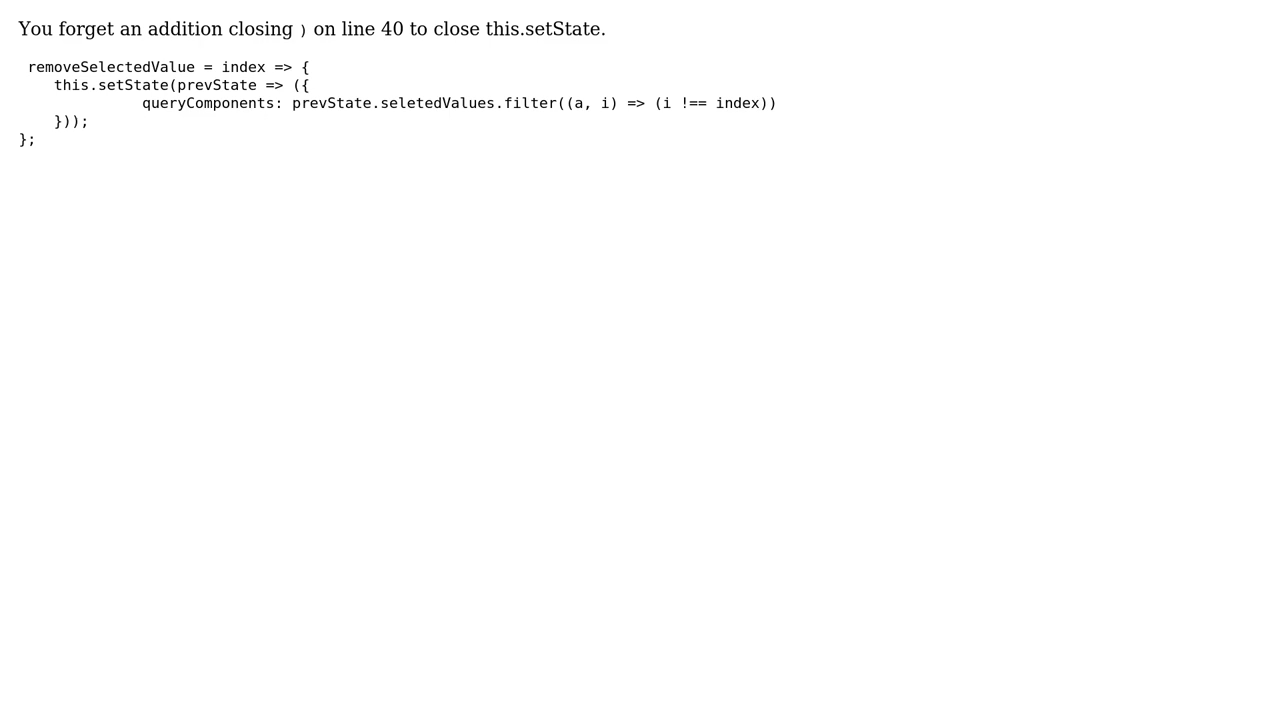 You forget an addition closing ) on line 40 to close this.setState.
removeSelectedValue = index => {
    this.setState(prevState => ({
              queryComponents: prevState.seletedValues.filter((a, i) => (i !== index))
    }));
};